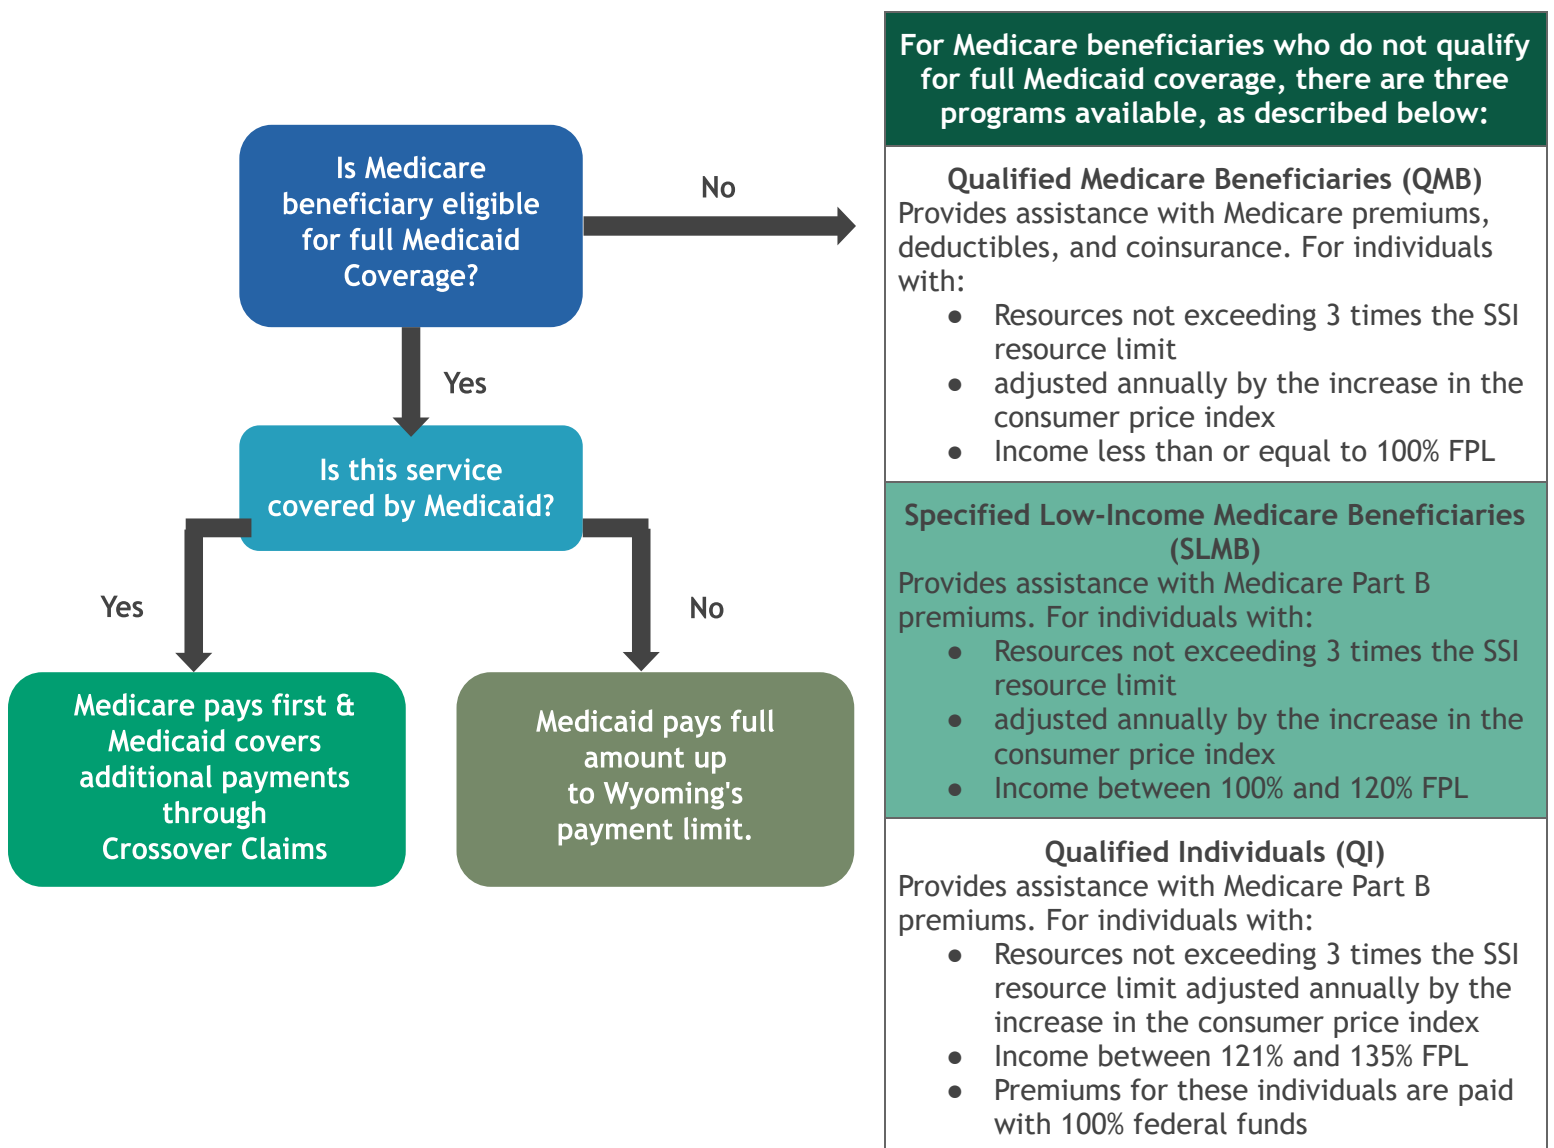 Is Medicare
beneficiary eligible
for full Medicaid
Coverage?
No
Yes
Is this service
covered by Medicaid?
Yes
No
Medicare pays first &
Medicaid covers
additional payments
through
Crossover Claims
Medicaid pays full
amount up
to Wyoming's
payment limit.
For Medicare beneficiaries who do not qualify
for full Medicaid coverage, there are three
programs available, as described below:
Qualified Medicare Beneficiaries (QMB)
Provides assistance with Medicare premiums,
deductibles, and coinsurance. For individuals
with:
● Resources not exceeding 3 times the SSI
resource limit
● adjusted annually by the increase in the
consumer price index
● Income less than or equal to 100% FPL
Specified Low-Income Medicare Beneficiaries
(SLMB)
Provides assistance with Medicare Part B
premiums. For individuals with:
● Resources not exceeding 3 times the SSI
resource limit
● adjusted annually by the increase in the
consumer price index
● Income between 100% and 120% FPL
Qualified Individuals (QI)
Provides assistance with Medicare Part B
premiums. For individuals with:
● Resources not exceeding 3 times the SSI
resource limit adjusted annually by the
increase in the consumer price index
● Income between 121% and 135% FPL
● Premiums for these individuals are paid
with 100% federal funds